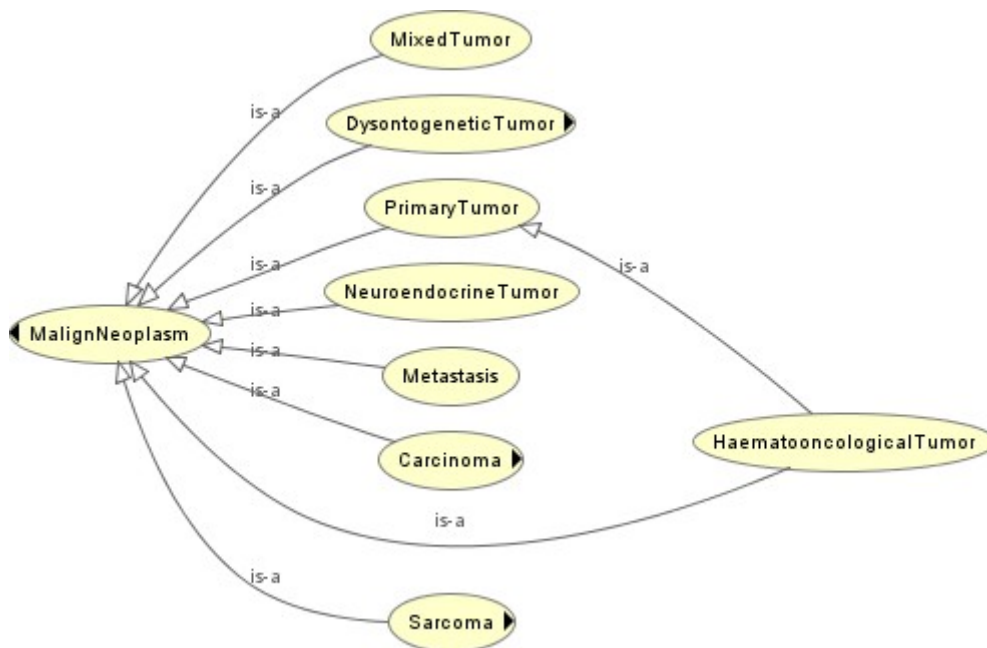 MixedTumor
is-a
DysontogeneticTumor
is-a
PrimaryTumor
is-a
is-a
NeuroendocrineTumor
is-a
MalignNeoplasm
is-a
Metastasis
is-a
HaematooncologicalTumor
Carcinoma
is-a
is-a
Sarcoma